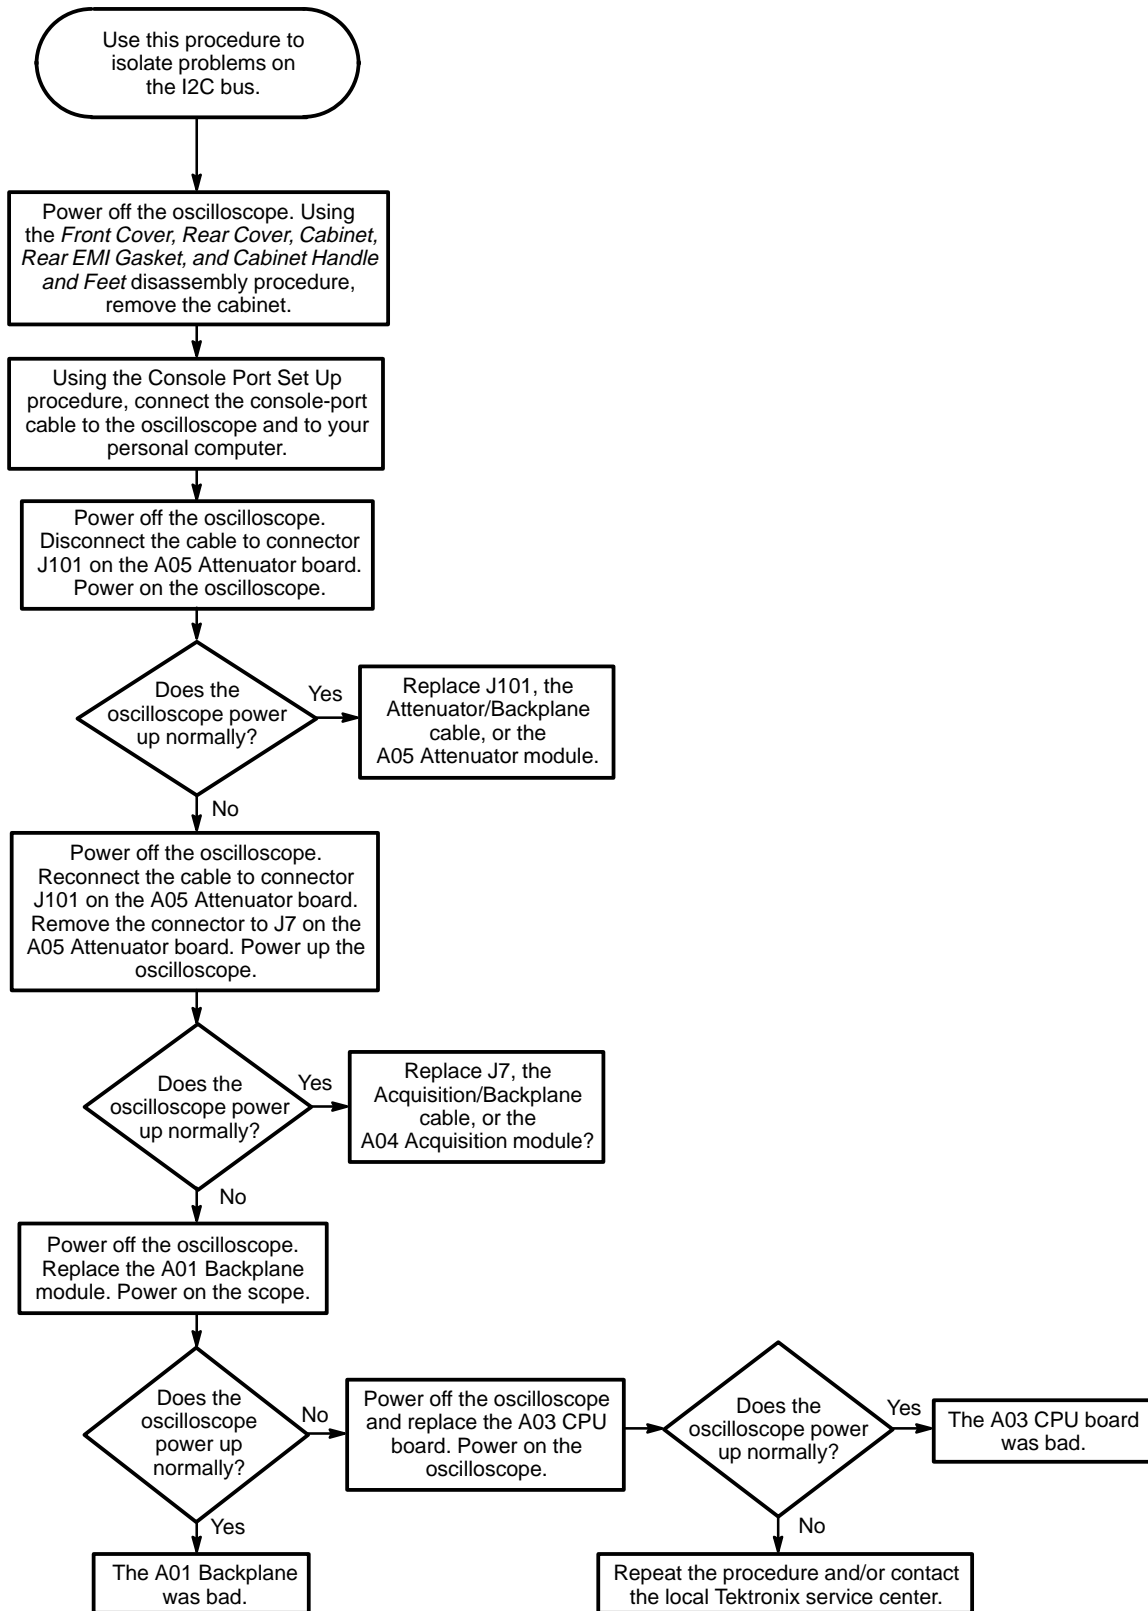 Use this procedure to
isolate problems on
the I2C bus.
Power off the oscilloscope. Using
the Front Cover, Rear Cover, Cabinet,
Rear EMI Gasket, and Cabinet Handle
and Feet disassembly procedure,
remove the cabinet.
Using the Console Port Set Up
procedure, connect the console-port
cable to the oscilloscope and to your
personal computer.
Power off the oscilloscope.
Disconnect the cable to connector
J101 on the A05 Attenuator board.
Power on the oscilloscope.
Does the
oscilloscope power
up normally?
Yes
Replace J101, the
Attenuator/Backplane
cable, or the
A05 Attenuator module.
No
Power off the oscilloscope.
Reconnect the cable to connector
J101 on the A05 Attenuator board.
Remove the connector to J7 on the
A05 Attenuator board. Power up the
oscilloscope.
Does the
oscilloscope power
up normally?
Yes
Replace J7, the
Acquisition/Backplane
cable, or the
A04 Acquisition module?
No
Power off the oscilloscope.
Replace the A01 Backplane
module. Power on the scope.
Does the
oscilloscope
power up
normally?
No
Power off the oscilloscope
and replace the A03 CPU
board. Power on the
oscilloscope.
Does the
oscilloscope power
up normally?
Yes
The A03 CPU board
was bad.
Yes
The A01 Backplane
was bad.
No
Repeat the procedure and/or contact
the local Tektronix service center.